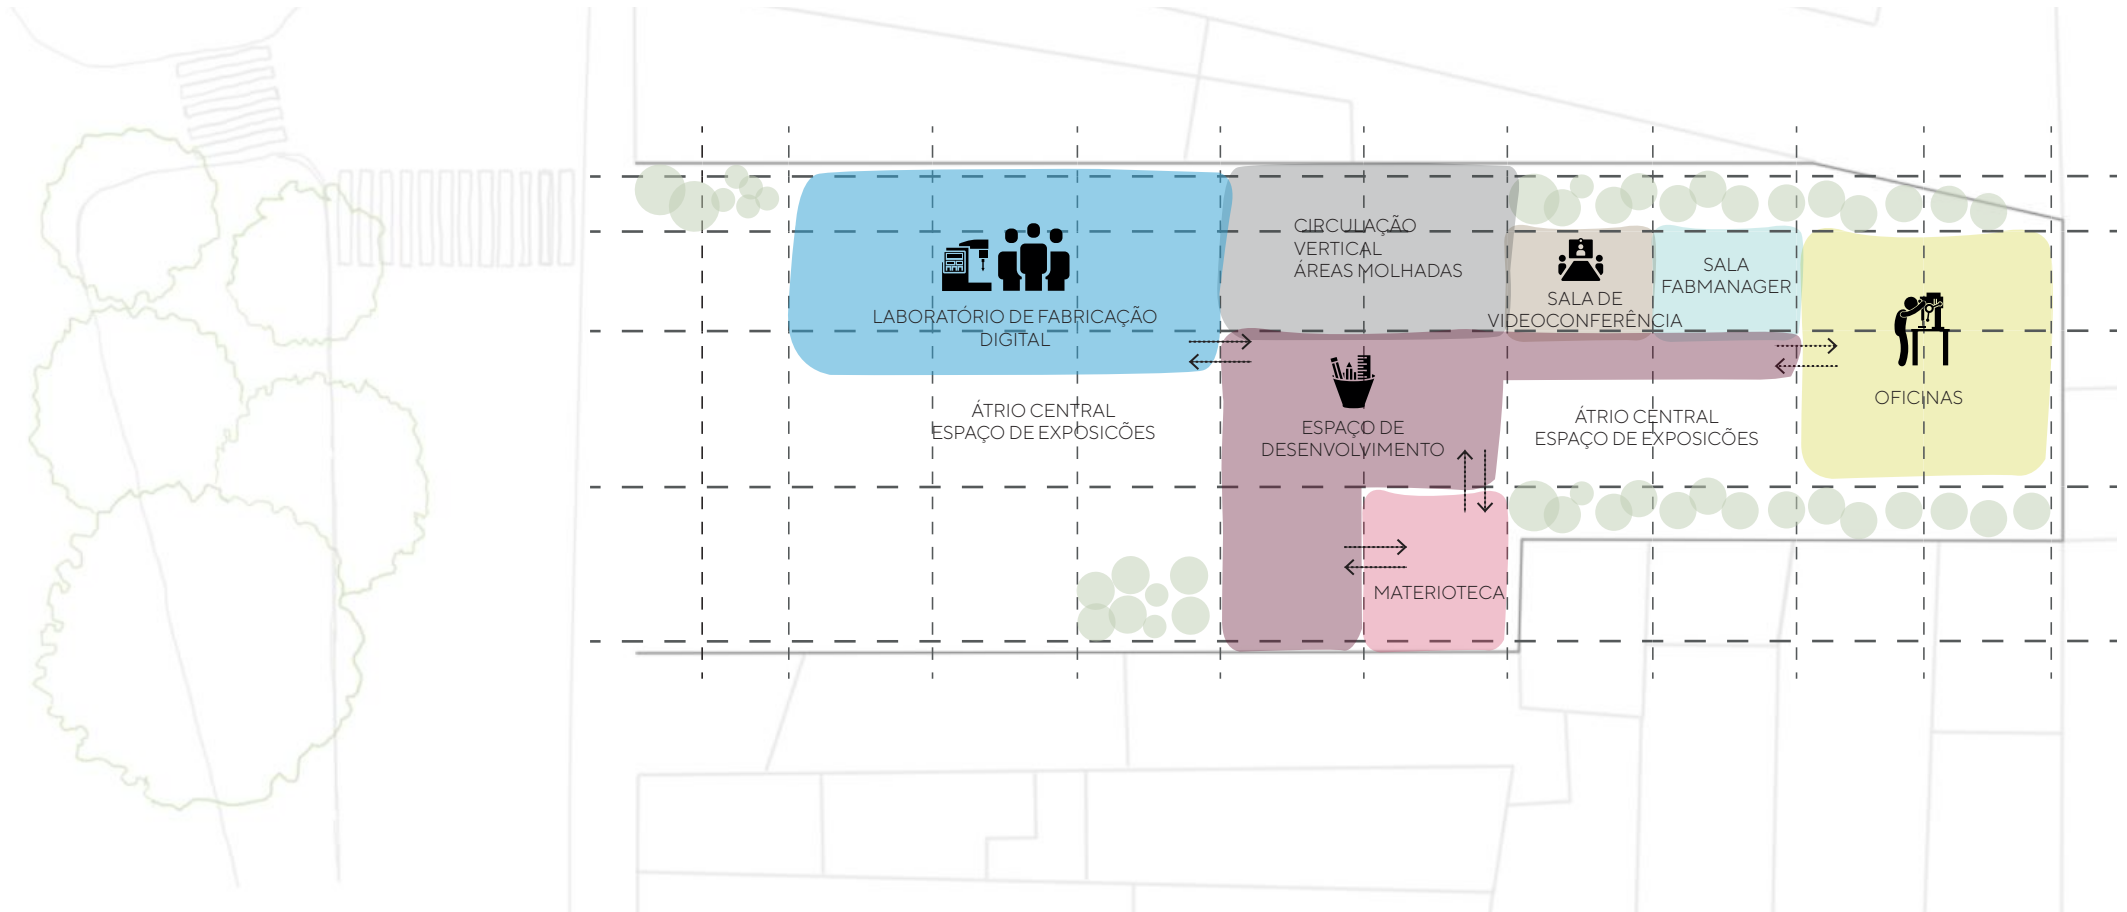 LABORATÓRIO DE FABRICAÇÃO
DIGITAL
CIRCULAÇÃO
VERTICAL
ÁREAS MOLHADAS
SALA DE
VIDEOCONFERÊNCIA
SALA
FABMANAGER
OFICINAS
ÁTRIO CENTRAL
ESPAÇO DE EXPOSICÕES
ESPAÇO DE
DESENVOLVIMENTO
ÁTRIO CENTRAL
ESPAÇO DE EXPOSICÕES
MATERIOTECA